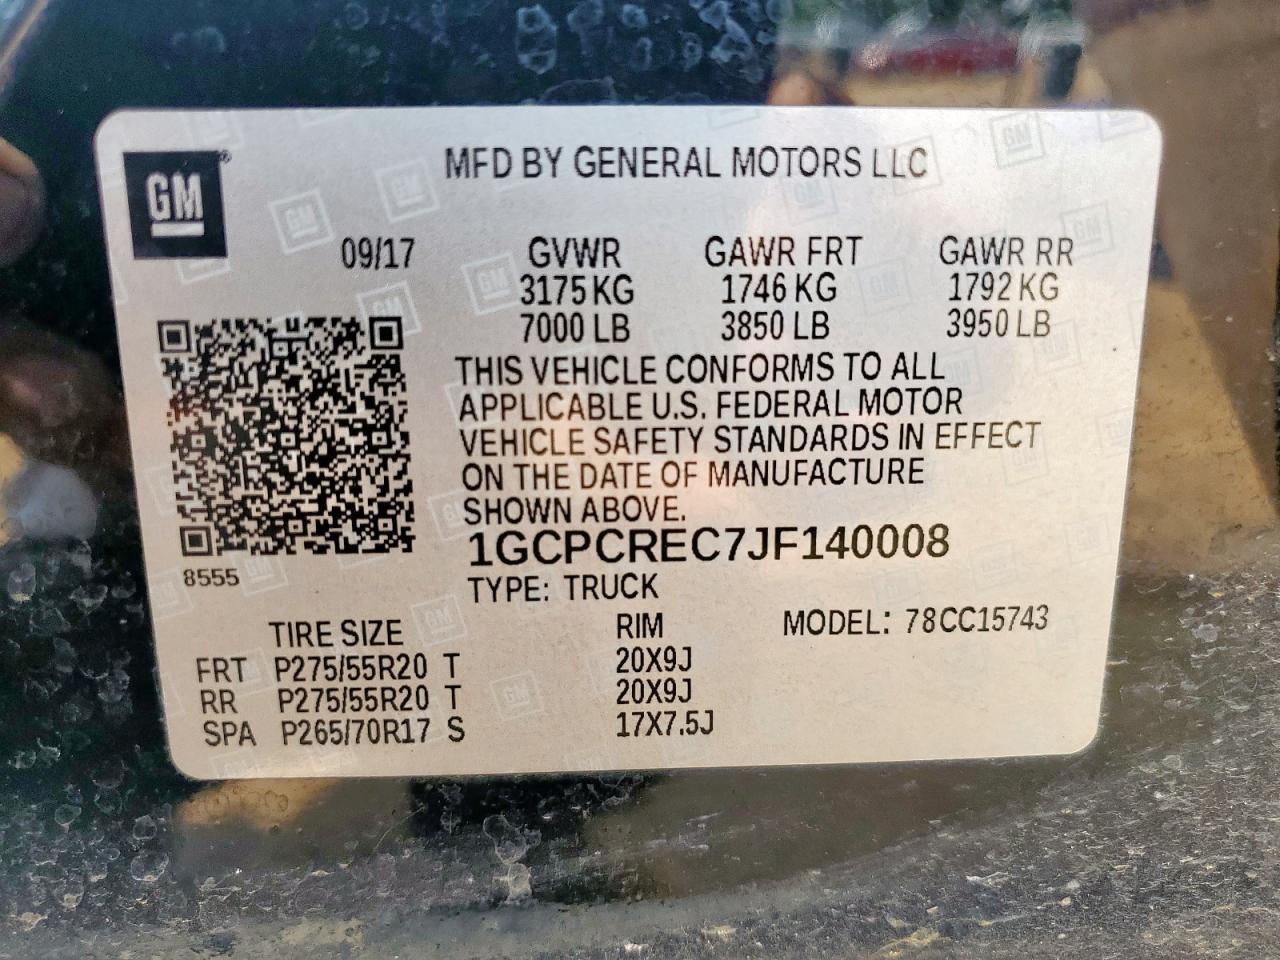 MFD BY GENERAL MOTORS LLC
GM
09/17 GVWR GAWR FRT GAWR RR
3175 KG 1746 KG 1792 KG
7000 LB 3850 LB 3950 LB
THIS VEHICLE CONFORMS TO ALL
APPLICABLE U.S. FEDERAL MOTOR
VEHICLE SAFETY STANDARDS IN EFFECT
ON THE DATE OF MANUFACTURE
SHOWN ABOVE.
1GCPCREC7JF140008
8555
TYPE: TRUCK
TIRE SIZE RIM MODEL: 78CC15743
FRT P275/55R20 T 20X9J
RR P275/55R20 T 20X9J
SPA P265/70R17 S 17X7.5J